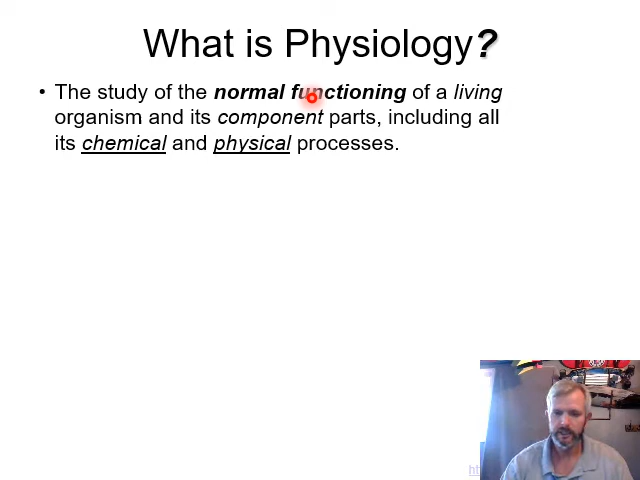 What is Physiology?
• The study of the normal functioning of a living
organism and its component parts, including all
its chemical and physical processes.